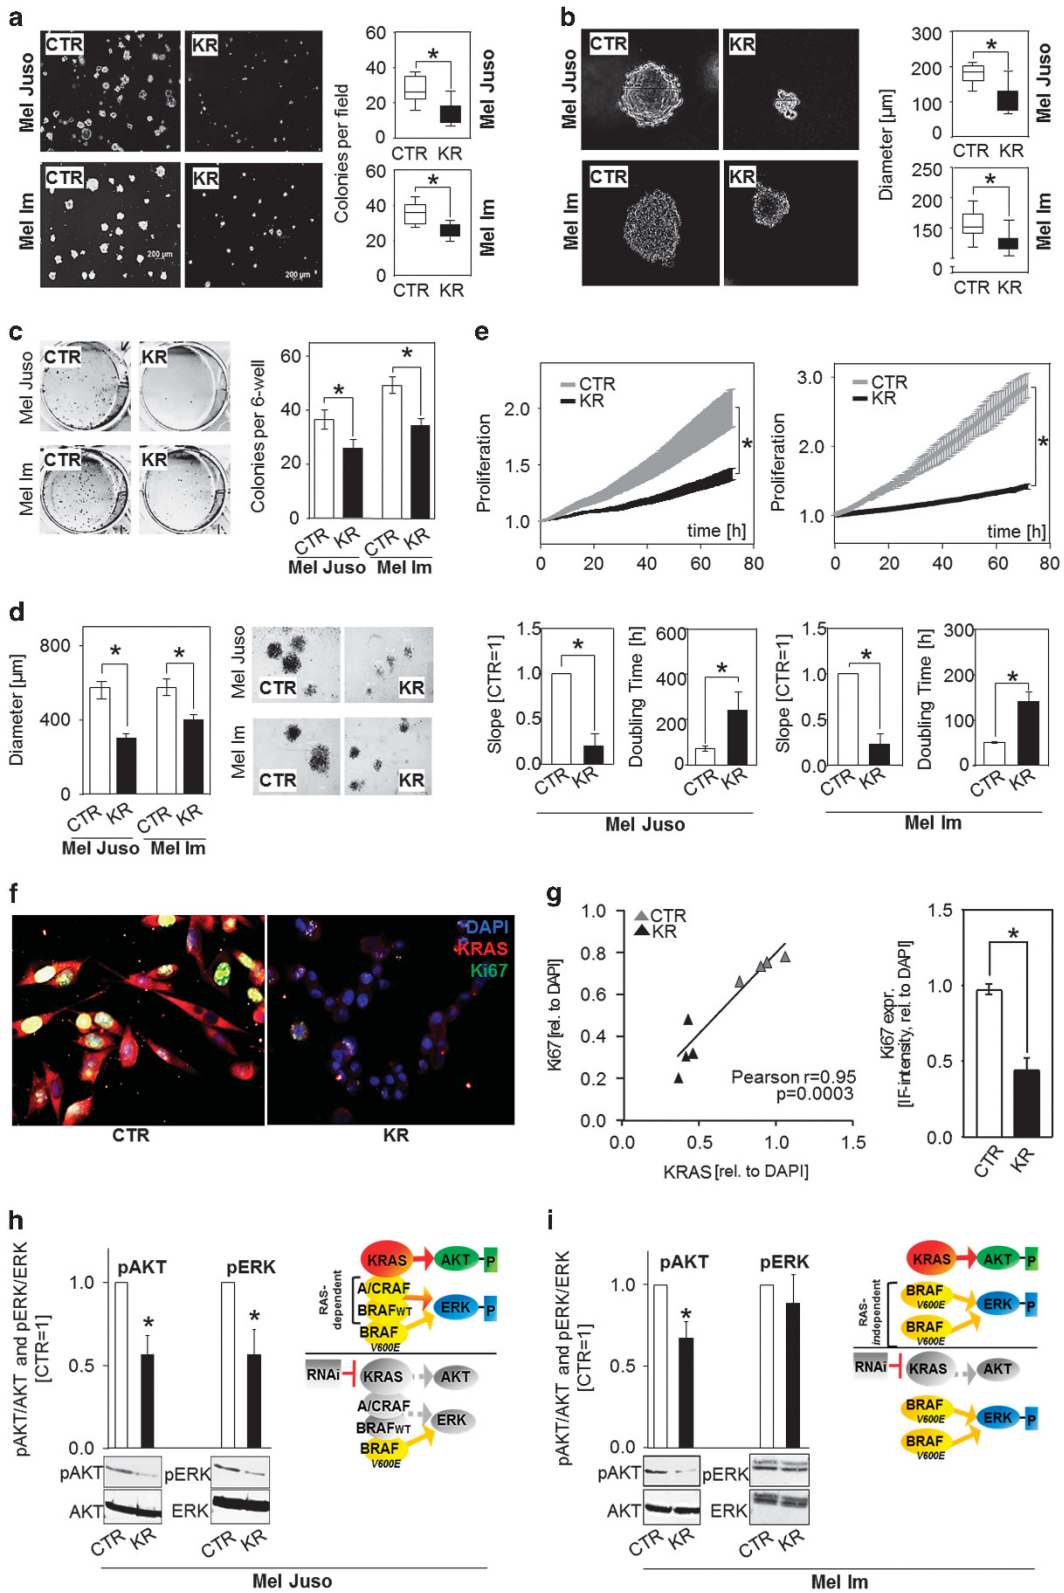 a
CTR
KR
Mel Juso
CTR
KR
Mel Im
200 µm
200 µm
Colonies per field
60
40
20
0
CTR KR
Mel Juso
*
60
40
20
0
CTR KR
Mel Im
*
b
CTR
KR
Mel Juso
CTR
KR
Mel Im
Diameter [µm]
300
200
100
0
CTR KR
Mel Juso
*
250
150
50
0
CTR KR
Mel Im
*
c
Mel Juso
CTR
KR
Mel Im
CTR
KR
Colonies per 6-well
60
40
20
0
*
*
CTR KR CTR KR
Mel Juso Mel Im
e
Proliferation
2.0
1.5
1.0
CTR
KR
*
time [h]
0 20 40 60 80
Proliferation
3.0
2.0
1.0
CTR
KR
*
time [h]
0 20 40 60 80
d
Diameter [µm]
800
400
0
*
*
CTR KR CTR KR
Mel Juso Mel Im
Mel Juso
CTR
KR
Mel Im
CTR
KR
Slope [CTR=1]
1.5
1.0
0.5
0.0
*
CTR KR
Doubling Time [h]
600
400
200
0
*
CTR KR
Mel Juso
Slope [CTR=1]
1.5
1.0
0.5
0.0
*
CTR KR
Doubling Time [h]
300
200
100
0
*
CTR KR
Mel Im
f
DAPI
KRAS
Ki67
CTR
KR
g
Ki67 [rel. to DAPI]
1.0
0.8
0.6
0.4
0.2
0.0
CTR
KR
Pearson r=0.95
p=0.0003
0.0 0.5 1.0 1.5
KRAS [rel. to DAPI]
Ki67 expr.
[IF-intensity, rel. to DAPI]
1.5
1.0
0.5
0.0
*
CTR KR
h
pAKT/AKT and pERK/ERK
[CTR=1]
1.0
0.5
0.0
pAKT pERK
*
*
pAKT
AKT
pERK
ERK
CTR KR CTR KR
Mel Juso
KRAS AKT P
RAS-
dependent
A/CRAF
BRAFWT
BRAF
V600E
ERK P
RNAi KRAS AKT
A/CRAF
BRAFWT
BRAF
V600E
ERK
i
pAKT/AKT and pERK/ERK
[CTR=1]
1.0
0.5
0.0
pAKT pERK
*
pAKT
AKT
pERK
ERK
CTR KR CTR KR
Mel Im
KRAS AKT P
RAS-
independent
BRAF
V600E
BRAF
V600E
ERK P
RNAi KRAS AKT
BRAF
V600E
BRAF
V600E
ERK P